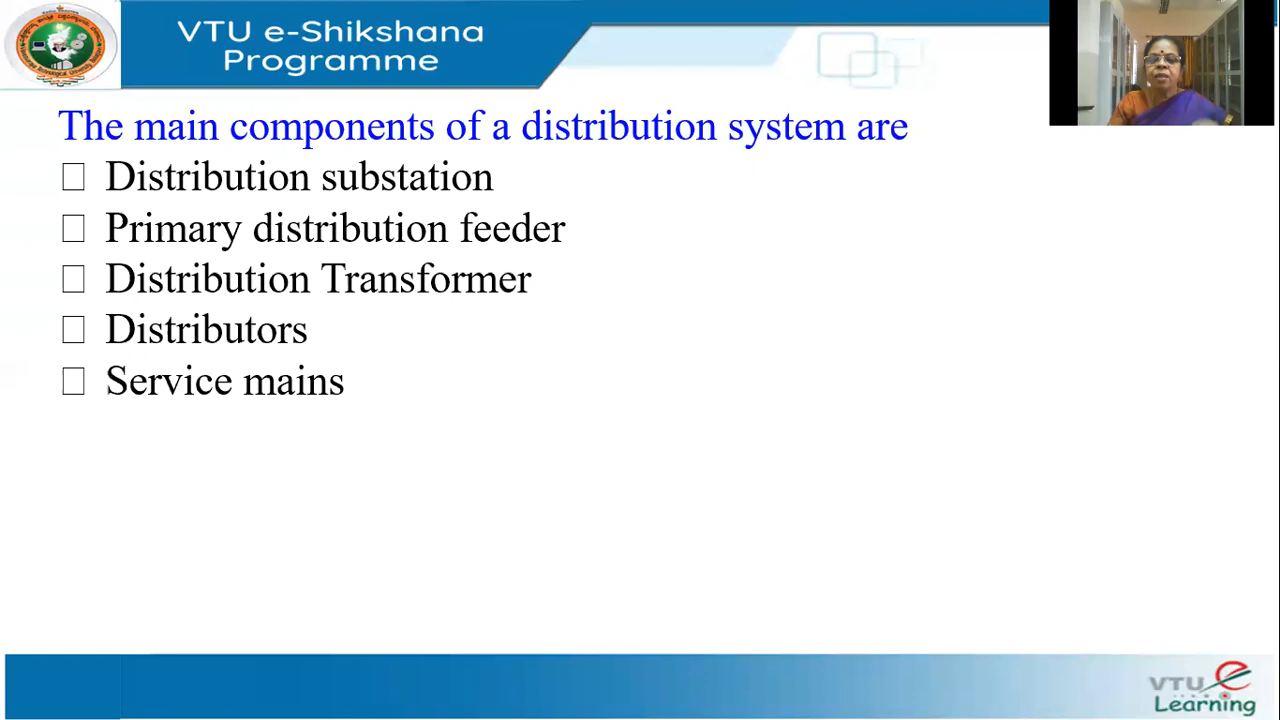 VTU e-Shikshana
Programme
The main components of a distribution system are
Distribution substation
Primary distribution feeder
Distribution Transformer
Distributors
Service mains
VTU e
Learning